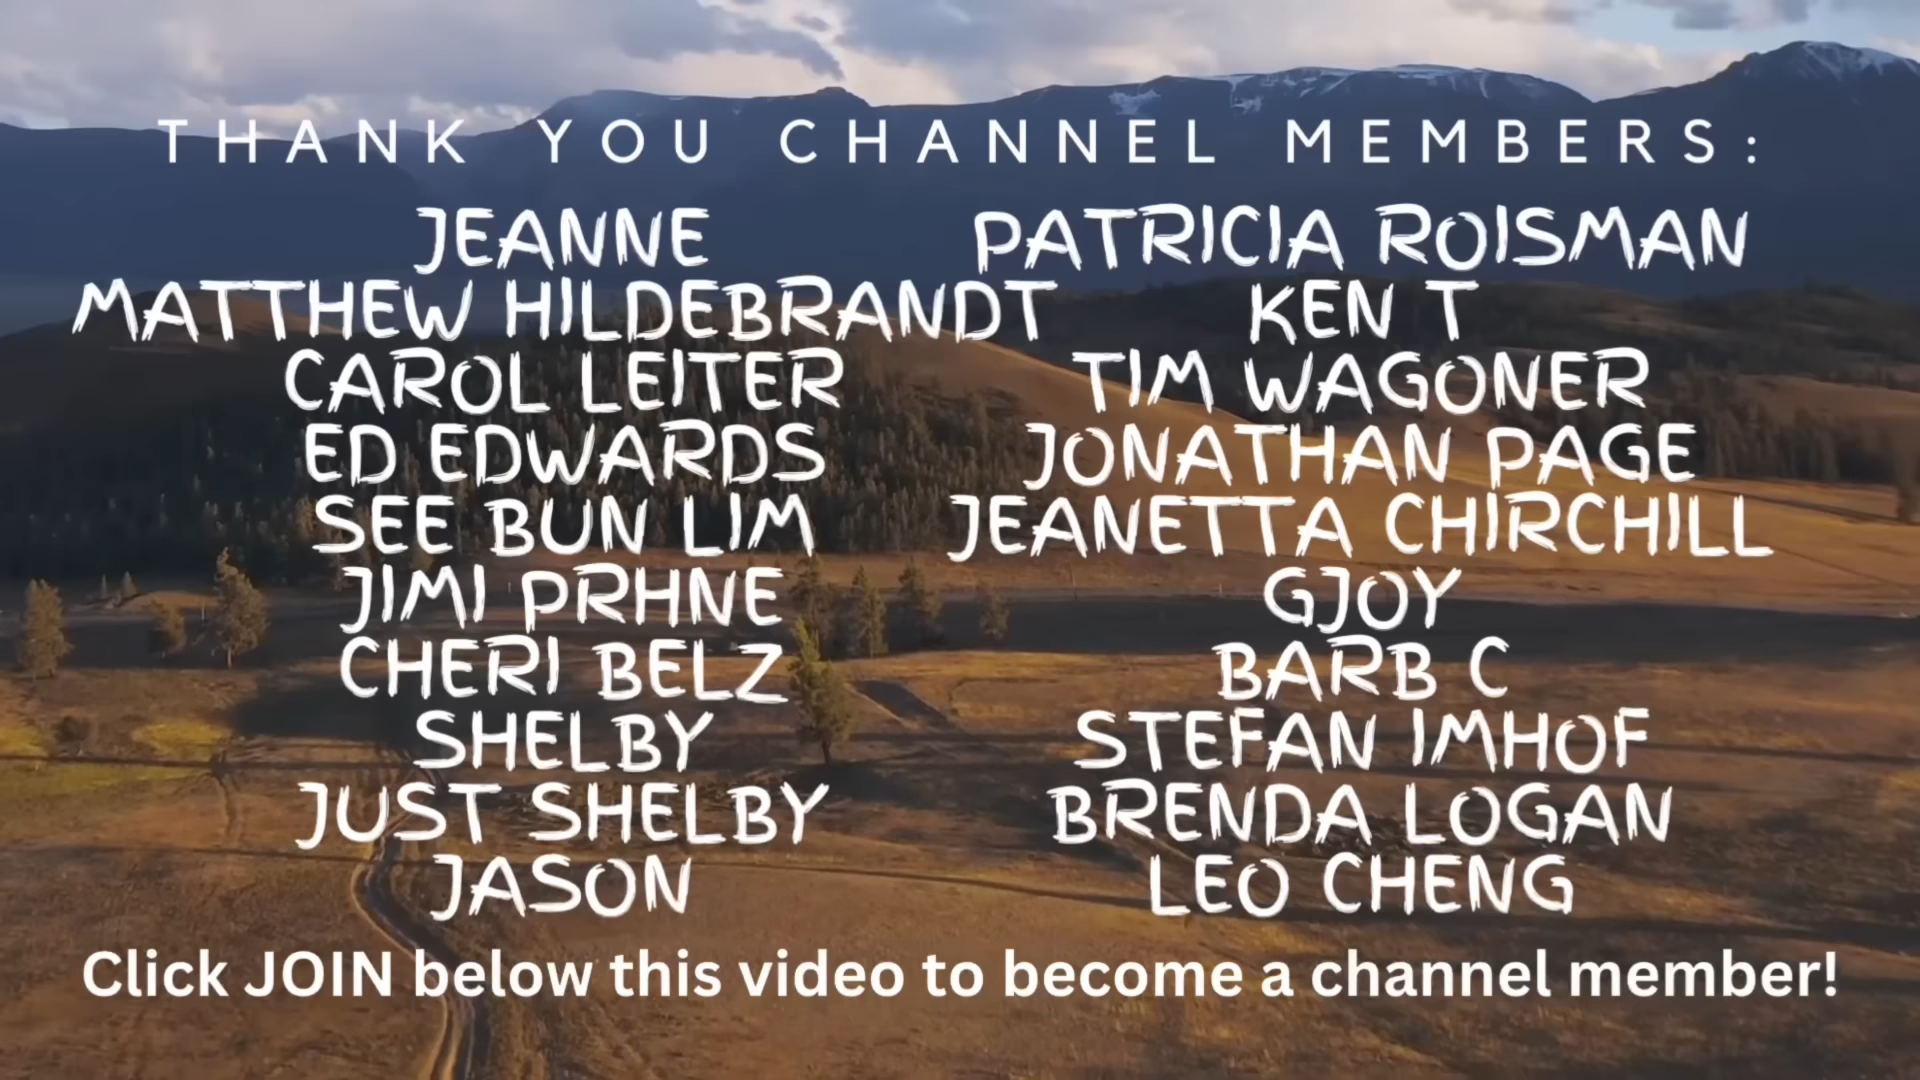 THANK YOU CHANNEL MEMBERS:
JEANNE
MATTHEW HILDEBRANDT
CAROL LEITER
ED EDWARDS
SEE BUN LIM
JIMI PRHNE
CHERI BELZ
SHELBY
JUST SHELBY
JASON
PATRICIA ROISMAN
KEN T
TIM WAGONER
JONATHAN PAGE
JEANETTA CHIRCHILL
GJOY
BARB C
STEFAN IMHOF
BRENDA LOGAN
LEO CHENG
Click JOIN below this video to become a channel member!